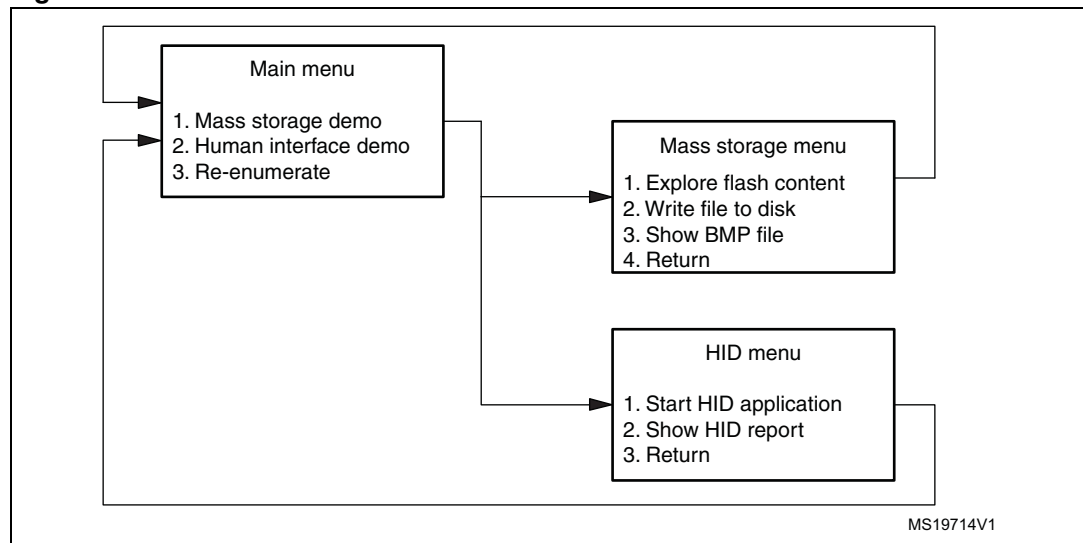 Main menu
1. Mass storage demo
2. Human interface demo
3. Re-enumerate
Mass storage menu
1. Explore flash content
2. Write file to disk
3. Show BMP file
4. Return
HID menu
1. Start HID application
2. Show HID report
3. Return
MS19714V1